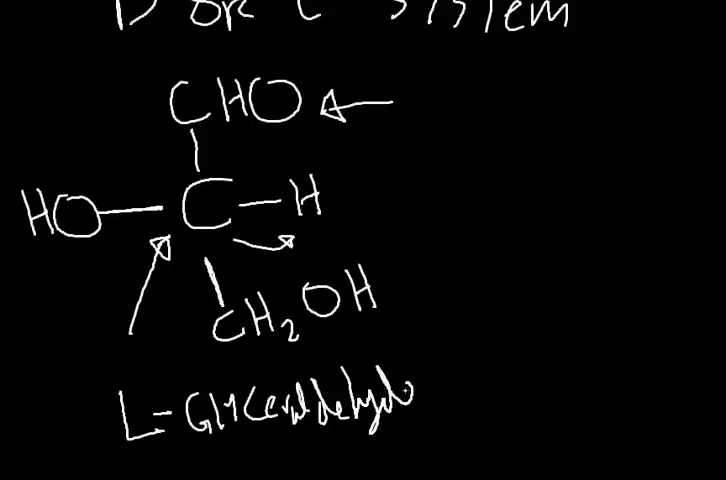 D or L system
CHO
HO C H
CH2OH
L-Glyceraldehyde